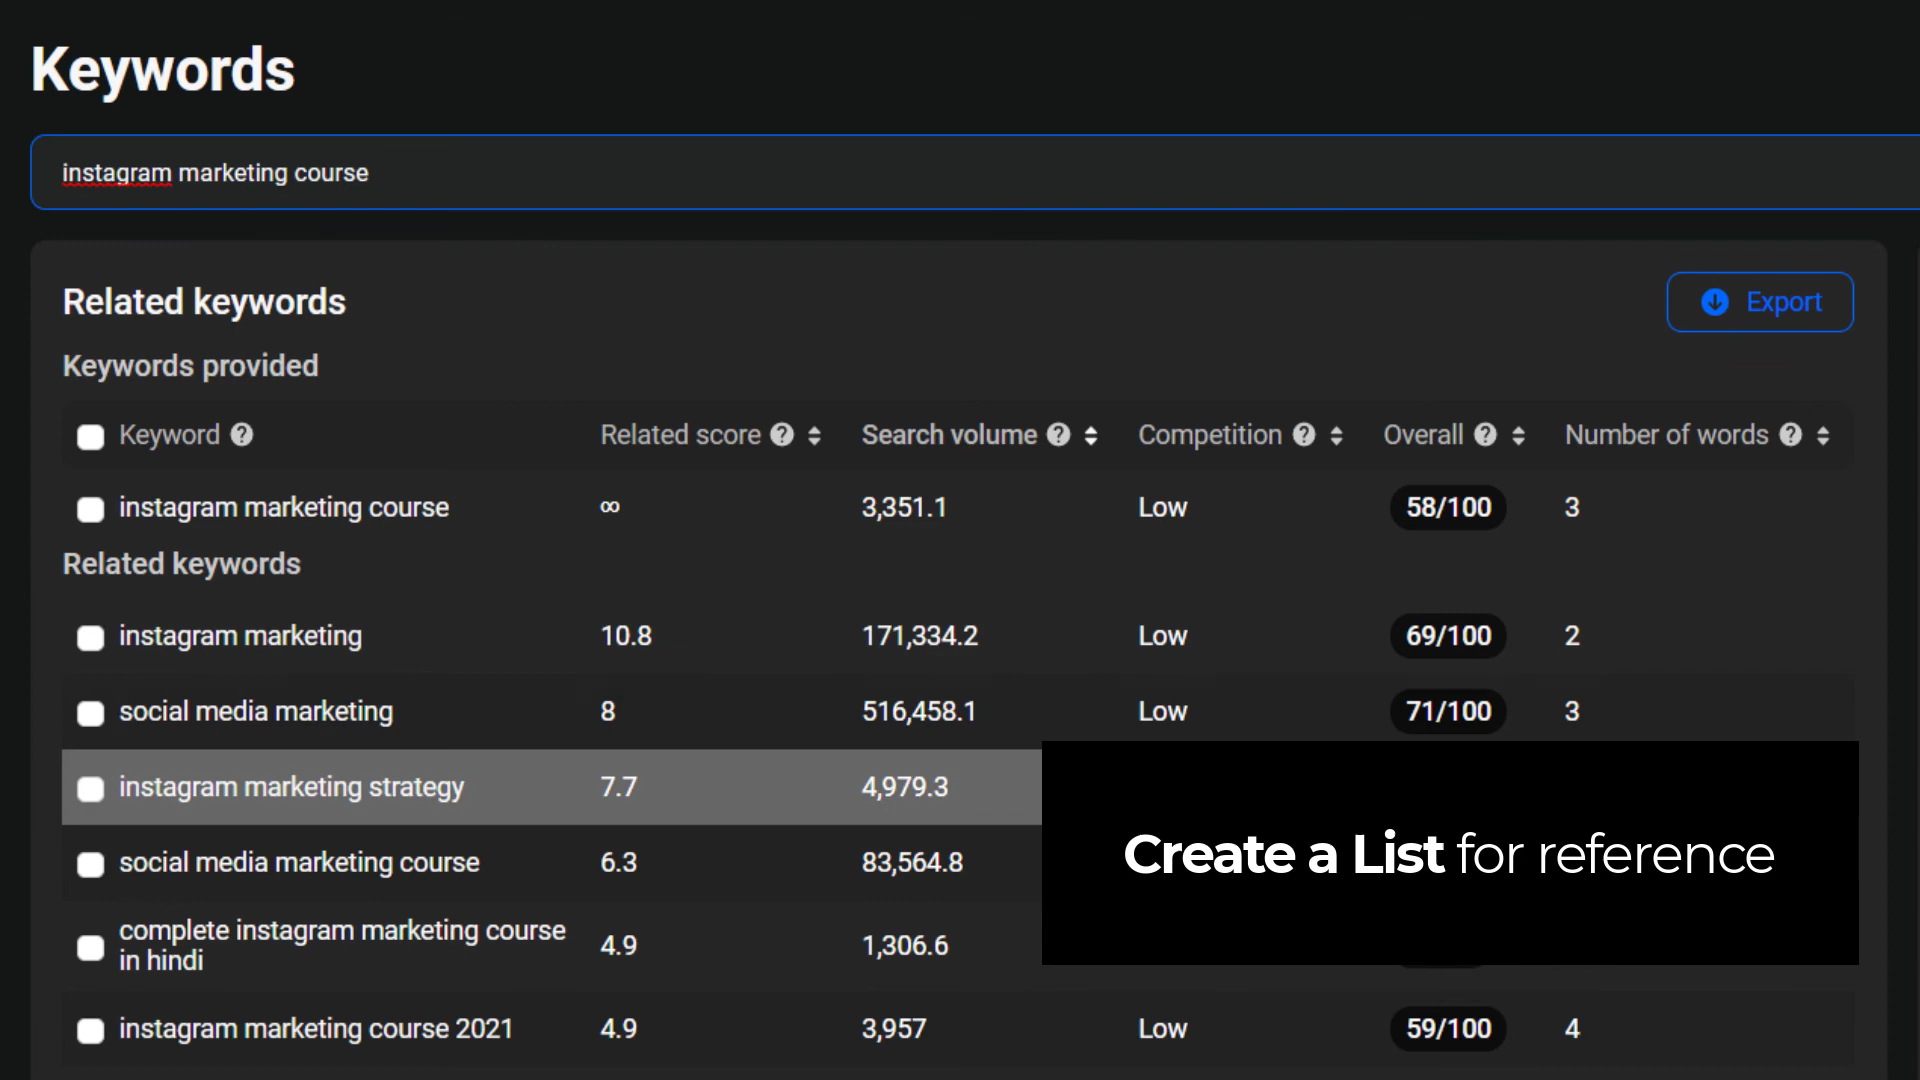 Keywords
instagram marketing course
Related keywords
Export
Keywords provided
Keyword Related score Search volume Competition Overall Number of words
instagram marketing course ∞ 3,351.1 Low 58/100 3
Related keywords
instagram marketing 10.8 171,334.2 Low 69/100 2
social media marketing 8 516,458.1 Low 71/100 3
instagram marketing strategy 7.7 4,979.3
social media marketing course 6.3 83,564.8
Create a List for reference
complete instagram marketing course
in hindi 4.9 1,306.6
instagram marketing course 2021 4.9 3,957 Low 59/100 4